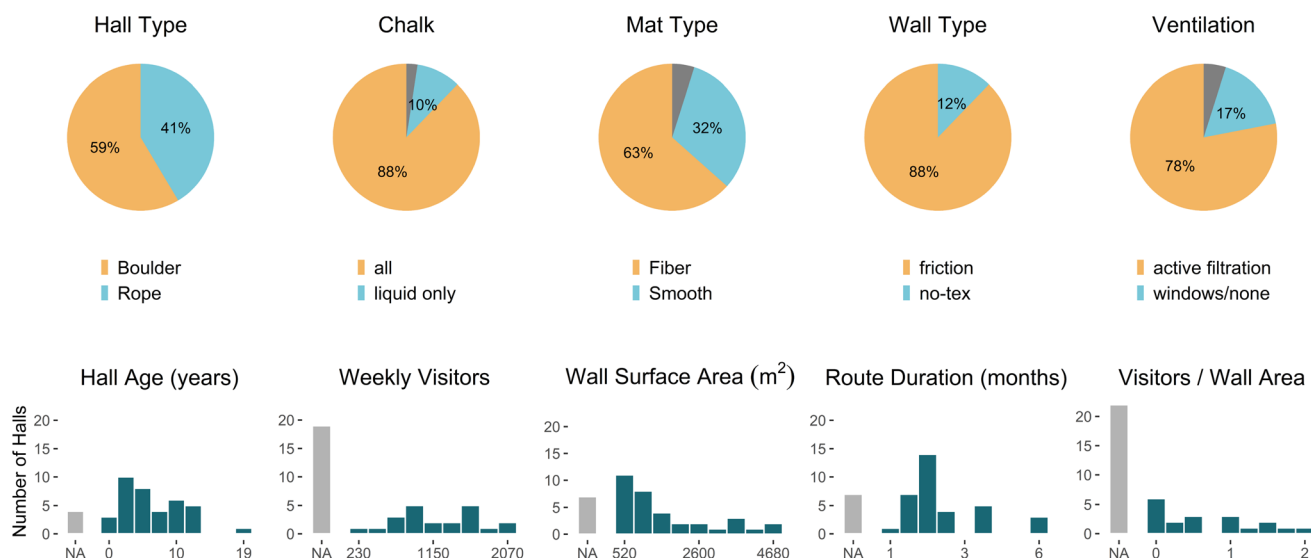 Hall Type
Chalk
Mat Type
Wall Type
Ventilation
59%
41%
10%
88%
32%
63%
12%
88%
17%
78%
Boulder
Rope
all
liquid only
Fiber
Smooth
friction
no-tex
active filtration
windows/none
Hall Age (years)
Weekly Visitors
Wall Surface Area (m²)
Route Duration (months)
Visitors / Wall Area
Number of Halls
20
15
10
5
0
NA 0 10 19
20
15
10
5
0
NA 230 1150 2070
20
15
10
5
0
NA 520 2600 4680
20
15
10
5
0
NA 1 3 6
20
15
10
5
0
NA 0 1